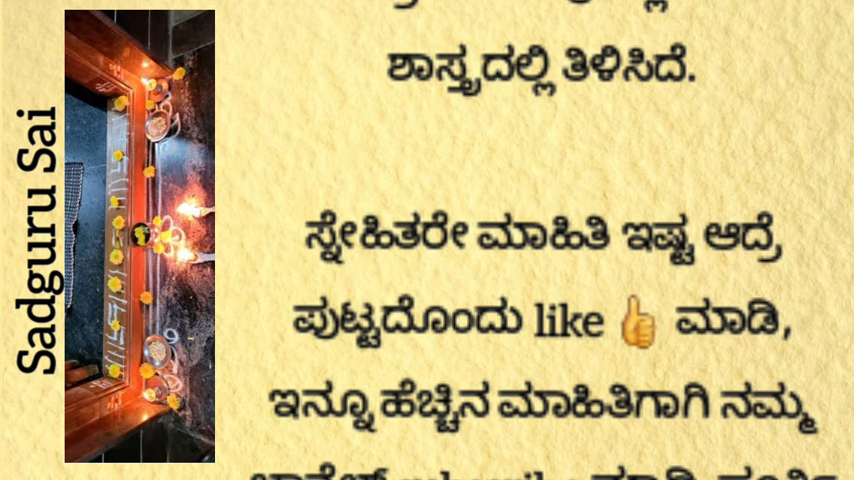 Sadguru Sai
ಶಾಸ್ತ್ರದಲ್ಲಿ ತಿಳಿಸಿದೆ.
ಸ್ನೇಹಿತರೇ ಮಾಹಿತಿ ಇಷ್ಟ ಆದ್ರೆ
ಪುಟ್ಟದೊಂದು like 👍 ಮಾಡಿ,
ಇನ್ನೂ ಹೆಚ್ಚಿನ ಮಾಹಿತಿಗಾಗಿ ನಮ್ಮ